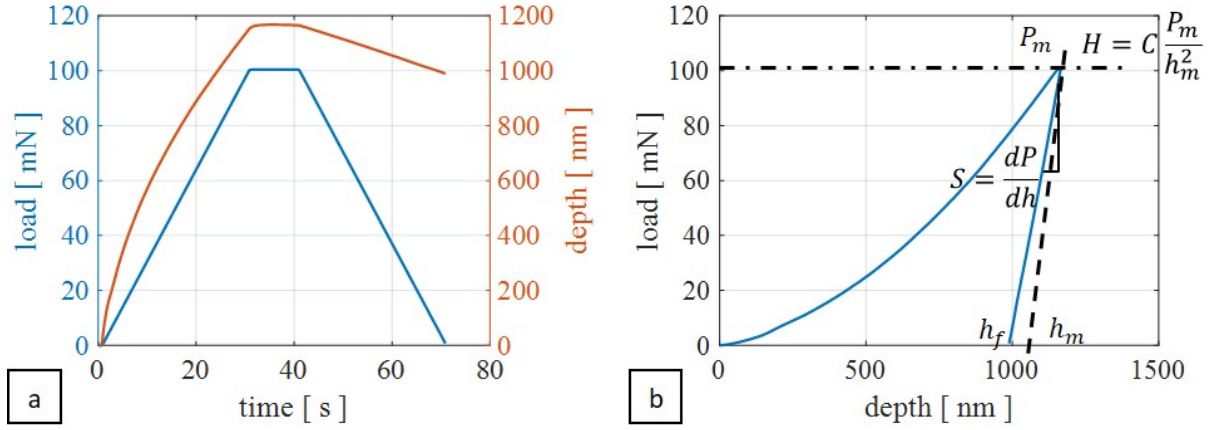 120
100
80
60
40
20
0
load [ mN ]
0
20
40
60
80
time [ s ]
1200
1000
800
600
400
200
0
depth [ nm ]
a
120
100
80
60
40
20
0
load [ mN ]
P_m
H = C P_m / h_m^2
S = dP / dh
h_f
h_m
0
500
1000
1500
depth [ nm ]
b